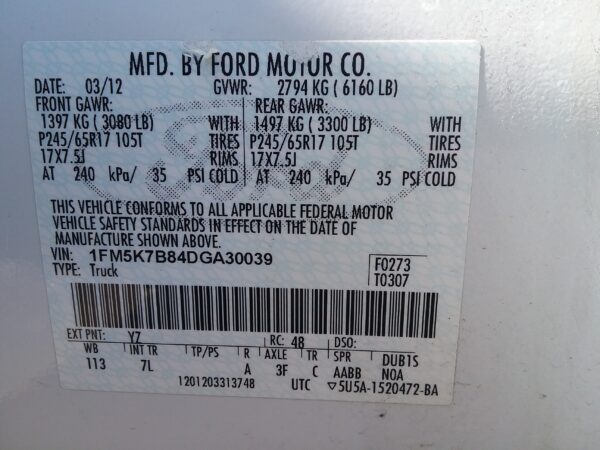 MFD. BY FORD MOTOR CO.
DATE: 03/12 GVWR: 2794 KG ( 6160 LB)
FRONT GAWR: REAR GAWR:
1397 KG ( 3080 LB) 1497 KG ( 3300 LB) WITH
P245/65R17 105T P245/65R17 105T TIRES
17X7.5J 17X7.5J RIMS
AT 240 kPa/ 35 PSI COLD AT 240 kPa/ 35 PSI COLD
WITH
TIRES
RIMS
THIS VEHICLE CONFORMS TO ALL APPLICABLE FEDERAL MOTOR
VEHICLE SAFETY STANDARDS IN EFFECT ON THE DATE OF
MANUFACTURE SHOWN ABOVE.
VIN: 1FM5K7B84DGA30039
TYPE: Truck
F0273
T0307
EXT PNT: YZ RC: 48 DSO:
WB INT TR TP/PS R AXLE TR SPR DUB1S
113 7L A 3F C AABB NOA
1201203313748 UTC ▽5U5A-1520472-BA
Ford